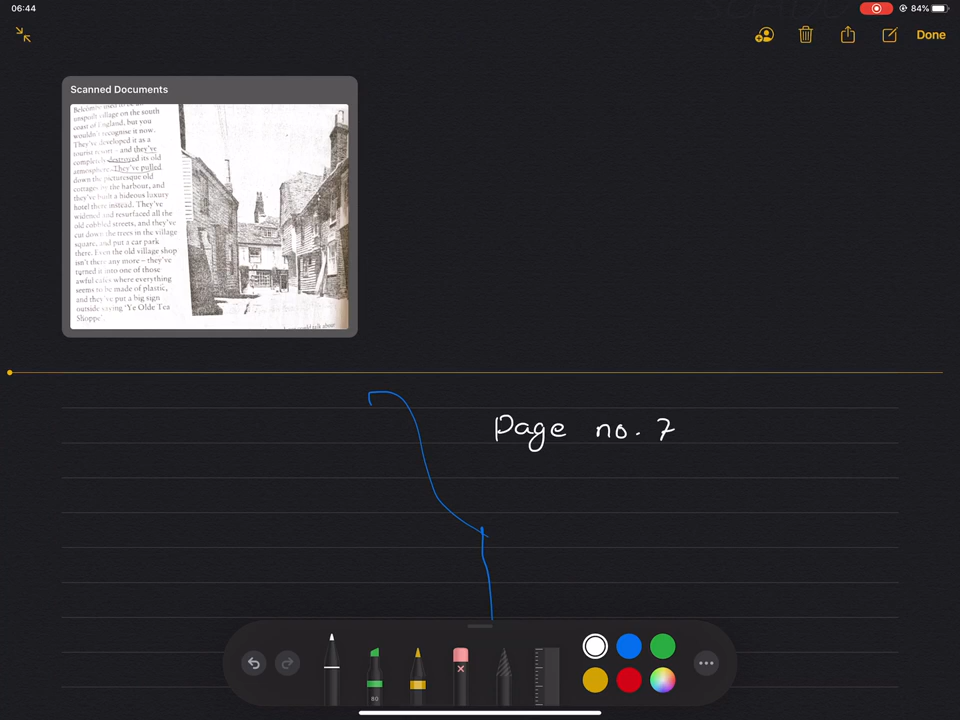 06:44
84%
Done
Scanned Documents
unspoilt village on the south
coast of England, but you
wouldn't recognise it now.
They've developed it as a
tourist resort – and they've
completely destroyed its old
atmosphere. They've pulled
down the picturesque old
cottages by the harbour, and
they've built a hideous luxury
hotel there instead. They've
widened and resurfaced all the
old cobbled streets, and they've
cut down the trees in the village
square, and put a car park
there. Even the old village shop
isn't there any more – they've
turned it into one of those
awful cafes where everything
seems to be made of plastic,
and they've put a big sign
outside saying 'Ye Olde Tea
Shoppe'.
could talk about
Page no. 7
80